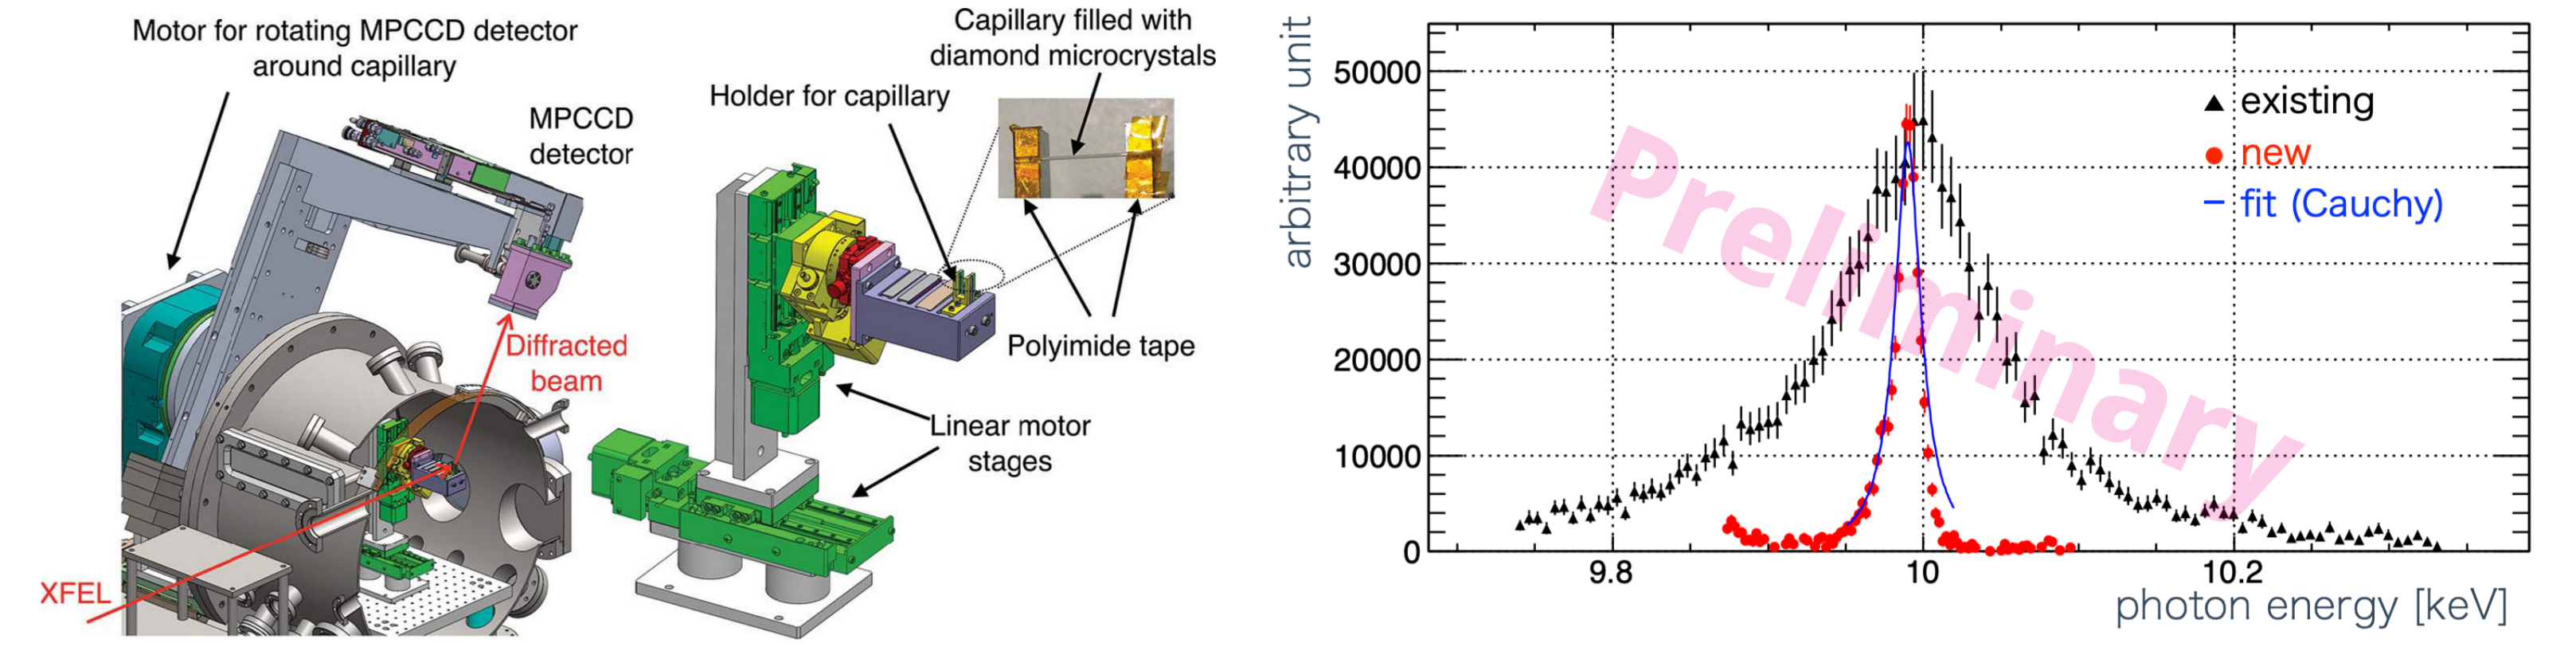 Motor for rotating MPCCD detector
around capillary
MPCCD
detector
Diffracted
beam
XFEL
Capillary filled with
diamond microcrystals
Holder for capillary
Polyimide tape
Linear motor
stages
arbitrary unit
50000
40000
30000
20000
10000
0
9.8
10
10.2
photon energy [keV]
existing
new
fit (Cauchy)
Preliminary